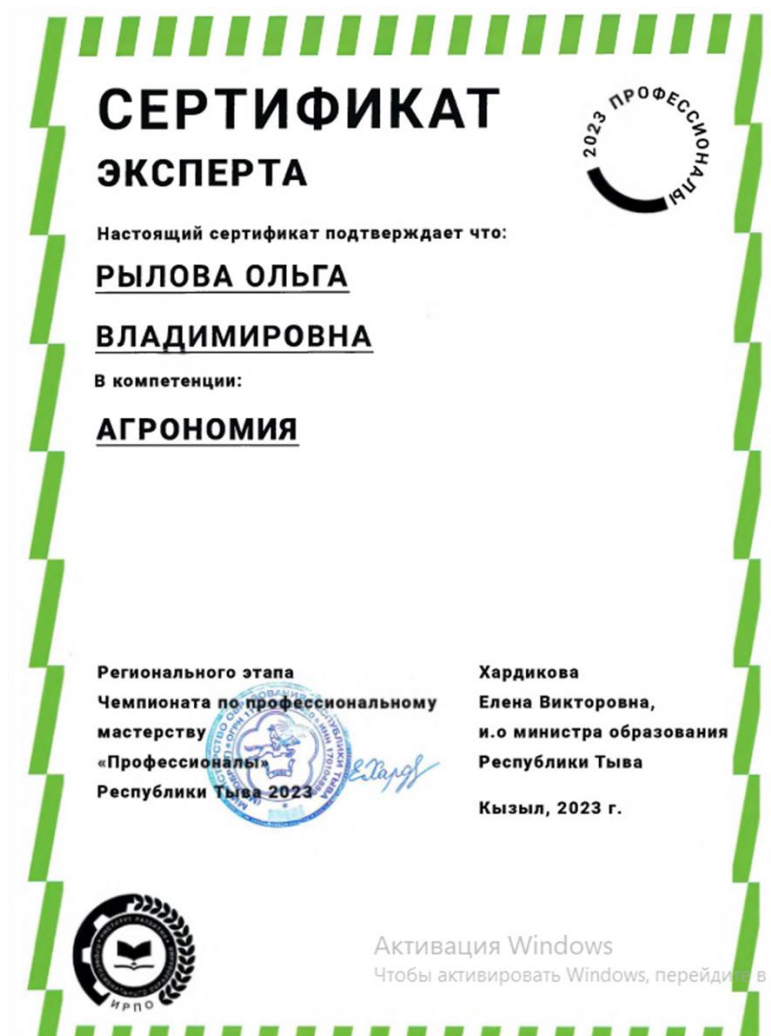 СЕРТИФИКАТ
ЭКСПЕРТА
2023 ПРОФЕССИОНАЛЫ
Настоящий сертификат подтверждает что:
РЫЛОВА ОЛЬГА
ВЛАДИМИРОВНА
В компетенции:
АГРОНОМИЯ
Регионального этапа
Чемпионата по профессиональному
мастерству
«Профессионалы»
Республики Тыва 2023
Хардикова
Елена Викторовна,
и.о министра образования
Республики Тыва
Кызыл, 2023 г.
ИРПО
Активация Windows
Чтобы активировать Windows, перейдите в